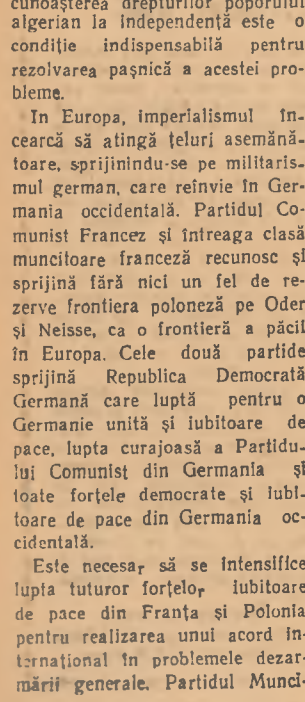 cunoașterea drepturilor poporului
algerian la independență este o
condiție indispensabilă pentru
rezolvarea pașnică a acestei pro-
bleme.
In Europa, imperialismul în-
cearcă să atingă țeluri asemănă-
toare, sprijinindu-se pe militaris-
mul german, care reînvie în Ger-
mania occidentală. Partidul Co-
munist Francez și întreaga clasă
muncitoare franceză recunosc și
sprijină fără nici un fel de re-
zerve frontiera poloneză pe Oder
și Neisse, ca o frontieră a păcii
în Europa. Cele două partide
sprijină Republica Democrată
Germană care luptă pentru o
Germanie unită și iubitoare de
pace, lupta curajoasă a Partidu-
lui Comunist din Germania și
toate forțele democrate și iubi-
toare de pace din Germania oc-
cidentală.
Este necesar să se intensifice
lupta tuturor forțelor iubitoare
de pace din Franța și Polonia
pentru realizarea unui acord in-
ternațional în problemele dezar-
mării generale. Partidul Munci-